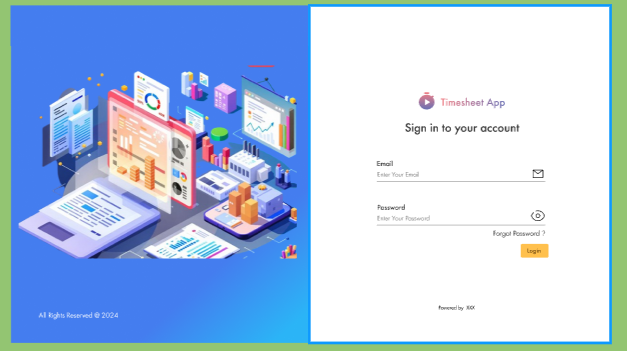 Timesheet App
Sign in to your account
Email
Enter Your Email
Password
Enter Your Password
Forgot Password ?
Login
Powered by XXX
All Rights Reserved @ 2024